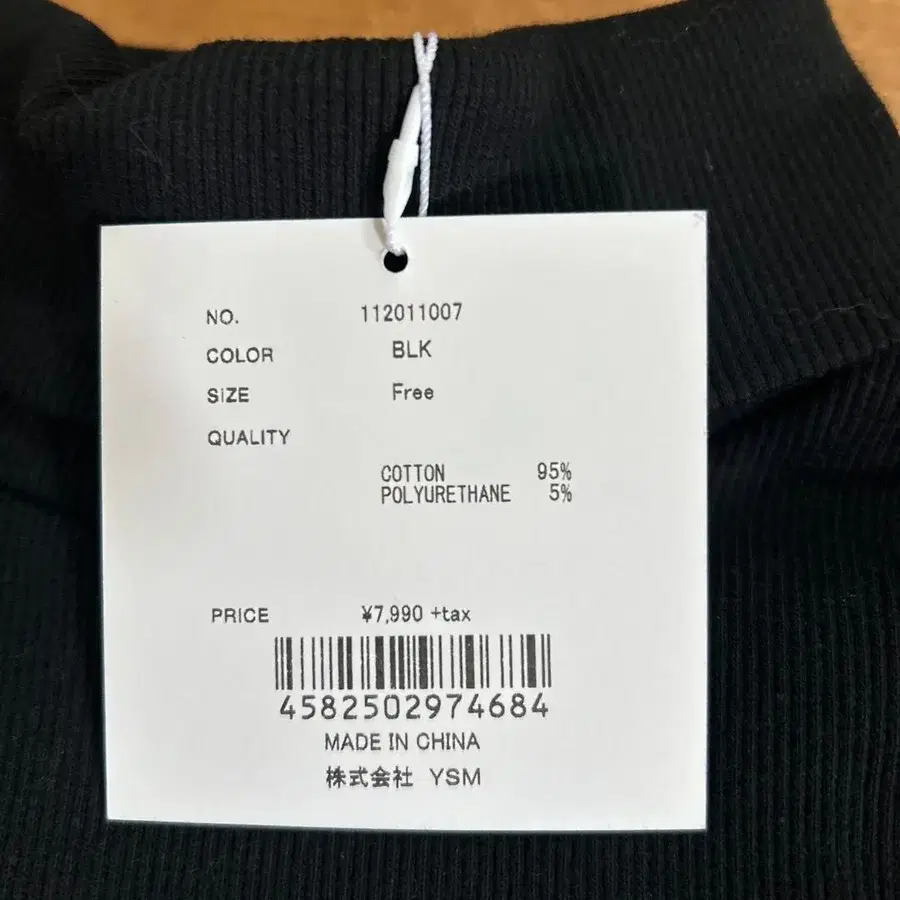 NO. 112011007
COLOR BLK
SIZE Free
QUALITY
COTTON 95%
POLYURETHANE 5%
PRICE ¥7,990 +tax
4582502974684
MADE IN CHINA
株式会社 YSM